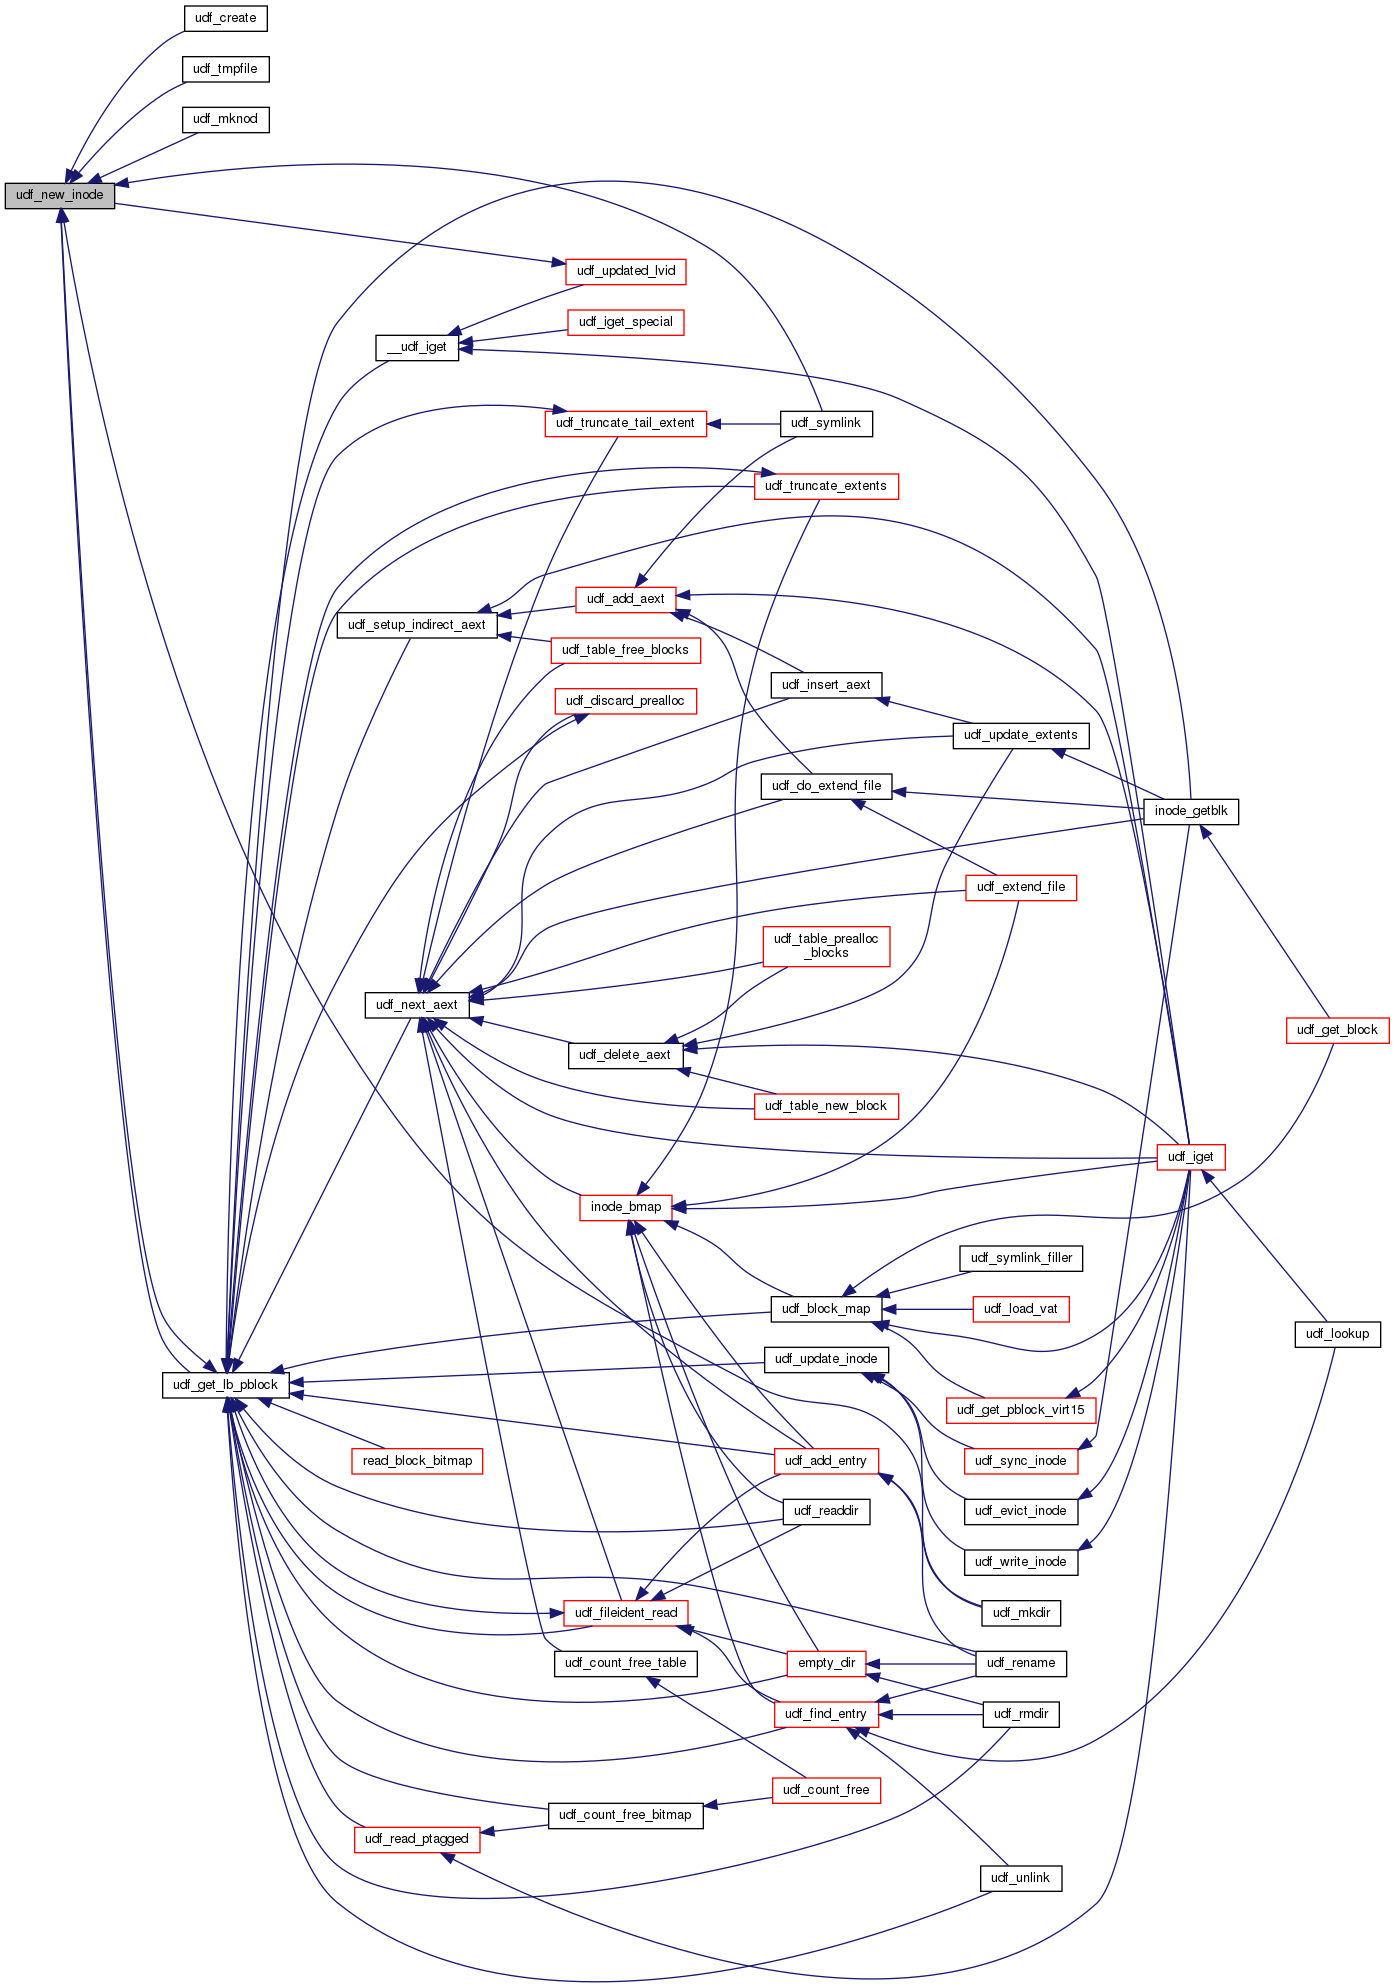 udf_create
udf_tmpfile
udf_mknod
udf_new_inode
udf_updated_lvid
udf_iget_special
__udf_iget
udf_truncate_tail_extent
udf_symlink
udf_truncate_extents
udf_add_aext
udf_setup_indirect_aext
udf_table_free_blocks
udf_insert_aext
udf_discard_prealloc
udf_update_extents
udf_do_extend_file
inode_getblk
udf_extend_file
udf_table_prealloc
_blocks
udf_next_aext
udf_get_block
udf_delete_aext
udf_table_new_block
udf_iget
inode_bmap
udf_symlink_filler
udf_block_map
udf_load_vat
udf_lookup
udf_update_inode
udf_get_lb_pblock
udf_get_pblock_virt15
read_block_bitmap
udf_add_entry
udf_sync_inode
udf_readdir
udf_evict_inode
udf_write_inode
udf_fileident_read
udf_mkdir
udf_count_free_table
empty_dir
udf_rename
udf_find_entry
udf_rmdir
udf_count_free
udf_count_free_bitmap
udf_read_ptagged
udf_unlink